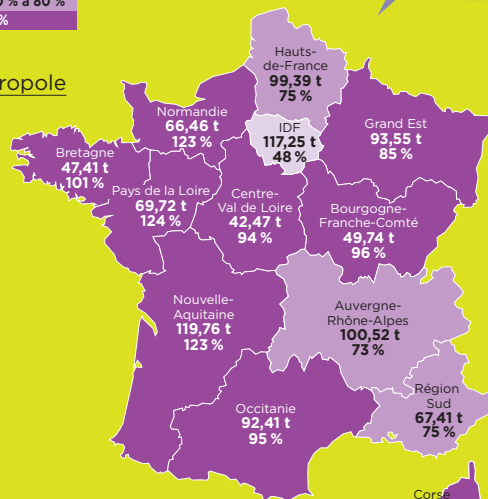 % à 80 %
%
ropole
Hauts-
de-France
99,39 t
75 %
Normandie
66,46 t
123 %
IDF
117,25 t
48 %
Grand Est
93,55 t
85 %
Bretagne
47,41 t
101 %
Pays de la Loire
69,72 t
124 %
Centre-
Val de Loire
42,47 t
94 %
Bourgogne-
Franche-Comté
49,74 t
96 %
Nouvelle-
Aquitaine
119,76 t
123 %
Auvergne-
Rhône-Alpes
100,52 t
73 %
Région
Sud
67,41 t
75 %
Occitanie
92,41 t
95 %
Corse